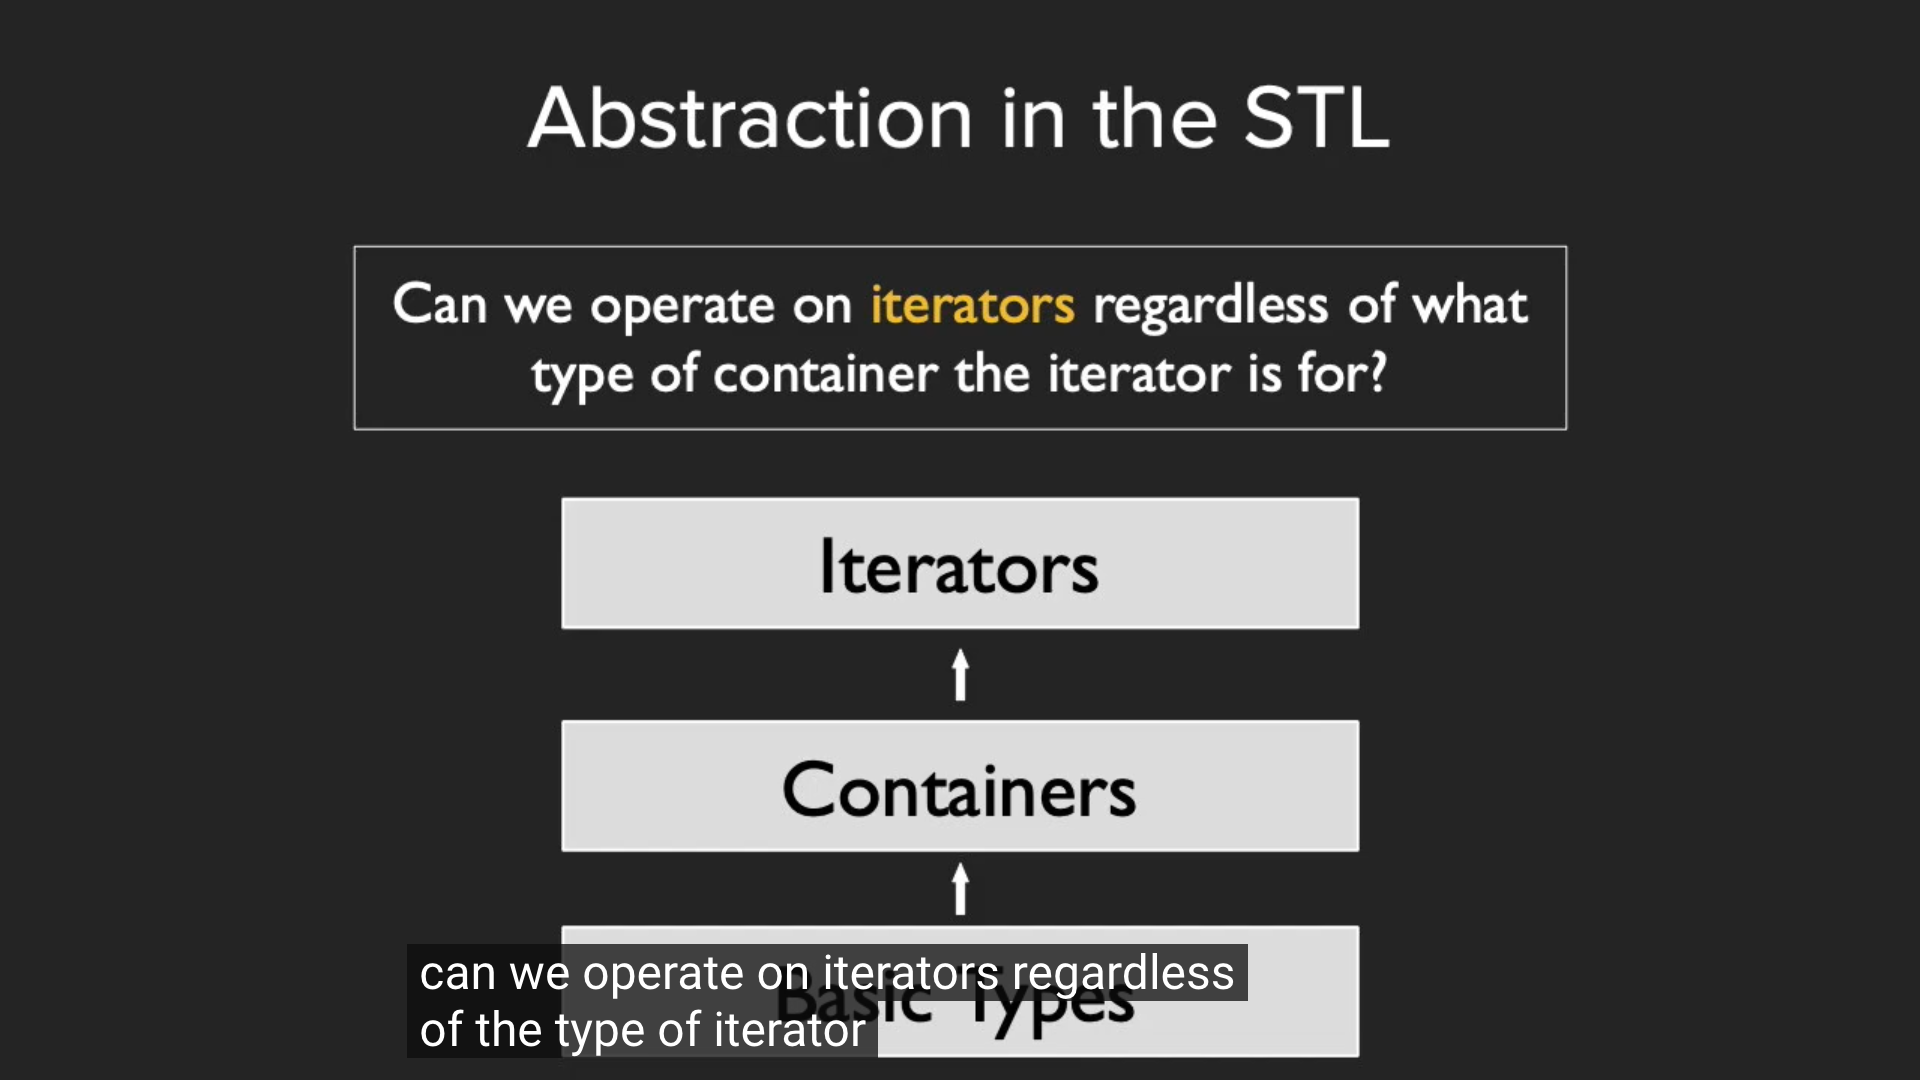 Abstraction in the STL
Can we operate on iterators regardless of what
type of container the iterator is for?
Iterators
Containers
Basic Types
can we operate on iterators regardless
of the type of iterator